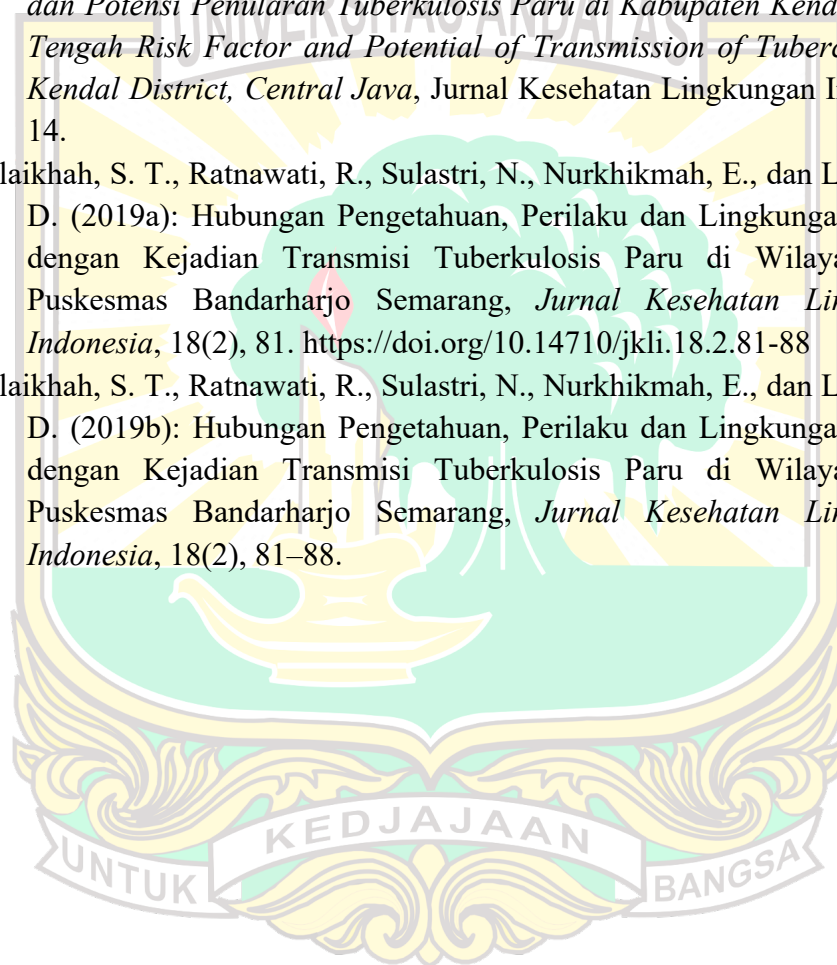 dan Potensi Penularan Tuberkulosis Paru di Kabupaten Kend
UNIVERSITAS ANDALAS
Tengah Risk Factor and Potential of Transmission of Tuberc
Kendal District, Central Java, Jurnal Kesehatan Lingkungan I
14.
laikhah, S. T., Ratnawati, R., Sulastri, N., Nurkhikmah, E., dan L
D. (2019a): Hubungan Pengetahuan, Perilaku dan Lingkunga
dengan Kejadian Transmisi Tuberkulosis Paru di Wilaya
Puskesmas Bandarharjo Semarang, Jurnal Kesehatan Lin
Indonesia, 18(2), 81. https://doi.org/10.14710/jkli.18.2.81-88
laikhah, S. T., Ratnawati, R., Sulastri, N., Nurkhikmah, E., dan L
D. (2019b): Hubungan Pengetahuan, Perilaku dan Lingkunga
dengan Kejadian Transmisi Tuberkulosis Paru di Wilaya
Puskesmas Bandarharjo Semarang, Jurnal Kesehatan Lin
Indonesia, 18(2), 81–88.
UNTUK KEDJAJAAN BANGSA